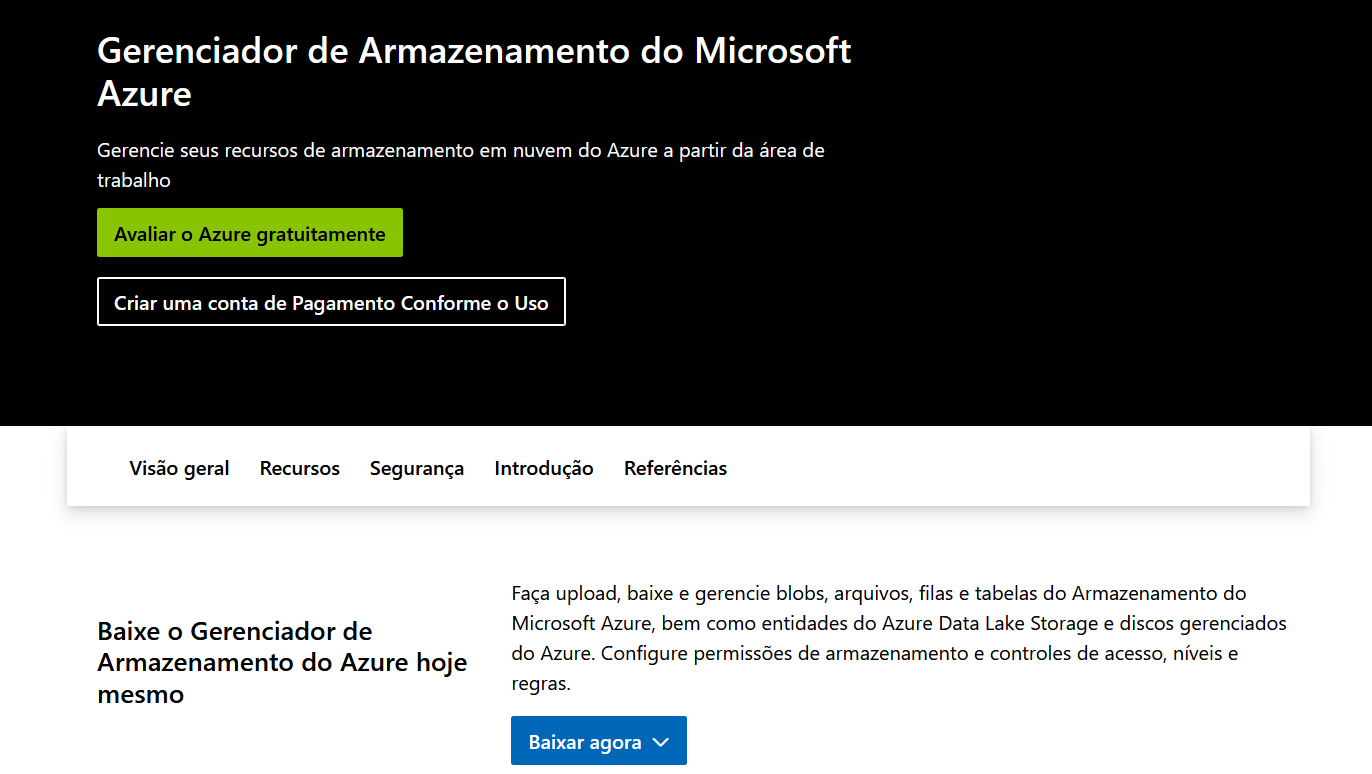 Gerenciador de Armazenamento do Microsoft
Azure
Gerencie seus recursos de armazenamento em nuvem do Azure a partir da área de
trabalho
Avaliar o Azure gratuitamente
Criar uma conta de Pagamento Conforme o Uso
Visão geral Recursos Segurança Introdução Referências
Baixe o Gerenciador de
Armazenamento do Azure hoje
mesmo
Faça upload, baixe e gerencie blobs, arquivos, filas e tabelas do Armazenamento do
Microsoft Azure, bem como entidades do Azure Data Lake Storage e discos gerenciados
do Azure. Configure permissões de armazenamento e controles de acesso, níveis e
regras.
Baixar agora